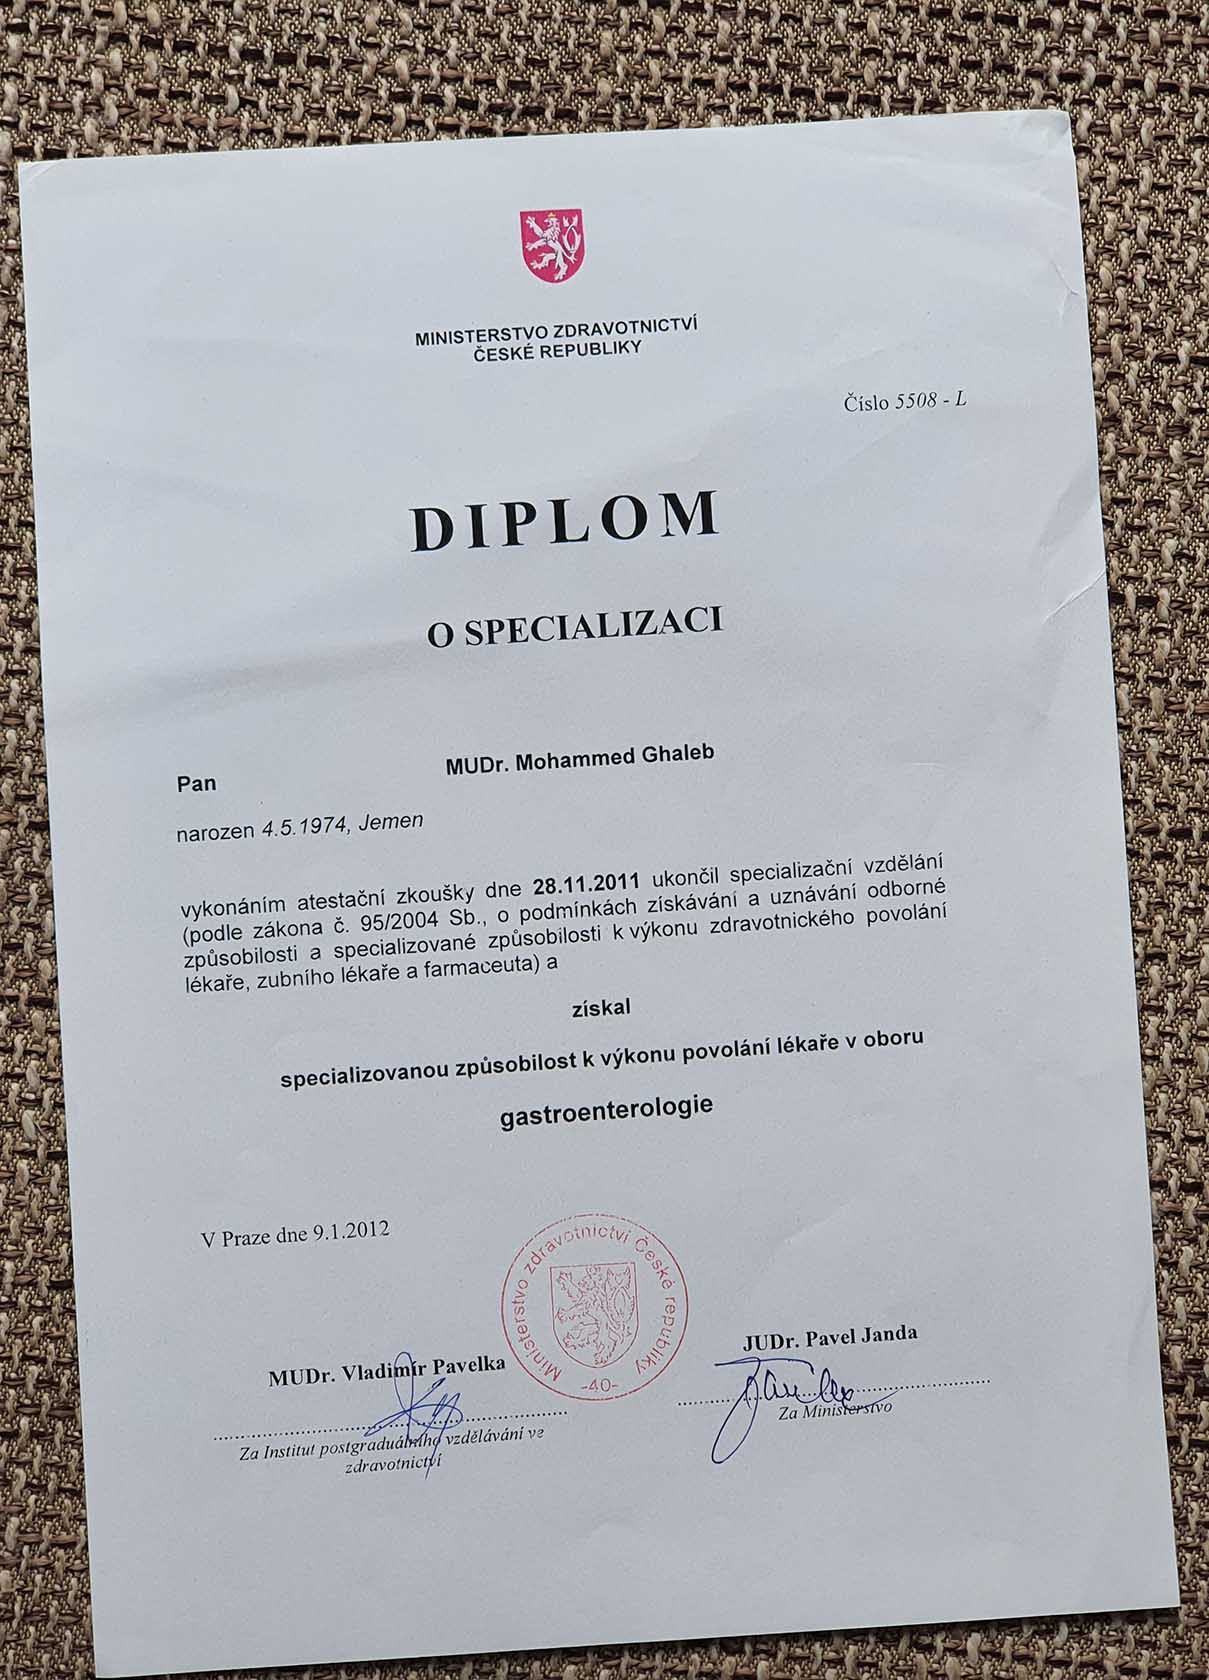 MINISTERSTVO ZDRAVOTNICTVÍ
ČESKÉ REPUBLIKY
Číslo 5508 - L
DIPLOM
O SPECIALIZACI
Pan MUDr. Mohammed Ghaleb
narozen 4.5.1974, Jemen
vykonáním atestační zkoušky dne 28.11.2011 ukončil specializační vzdělání
(podle zákona č. 95/2004 Sb., o podmínkách získávání a uznávání odborné
způsobilosti a specializované způsobilosti k výkonu zdravotnického povolání
lékaře, zubního lékaře a farmaceuta) a
získal
specializovanou způsobilost k výkonu povolání lékaře v oboru
gastroenterologie
V Praze dne 9.1.2012
Ministerstvo zdravotnictví České republiky
-40-
MUDr. Vladimír Pavelka
Za Institut postgraduálního vzdělávání ve
zdravotnictví
JUDr. Pavel Janda
Za Ministerstvo